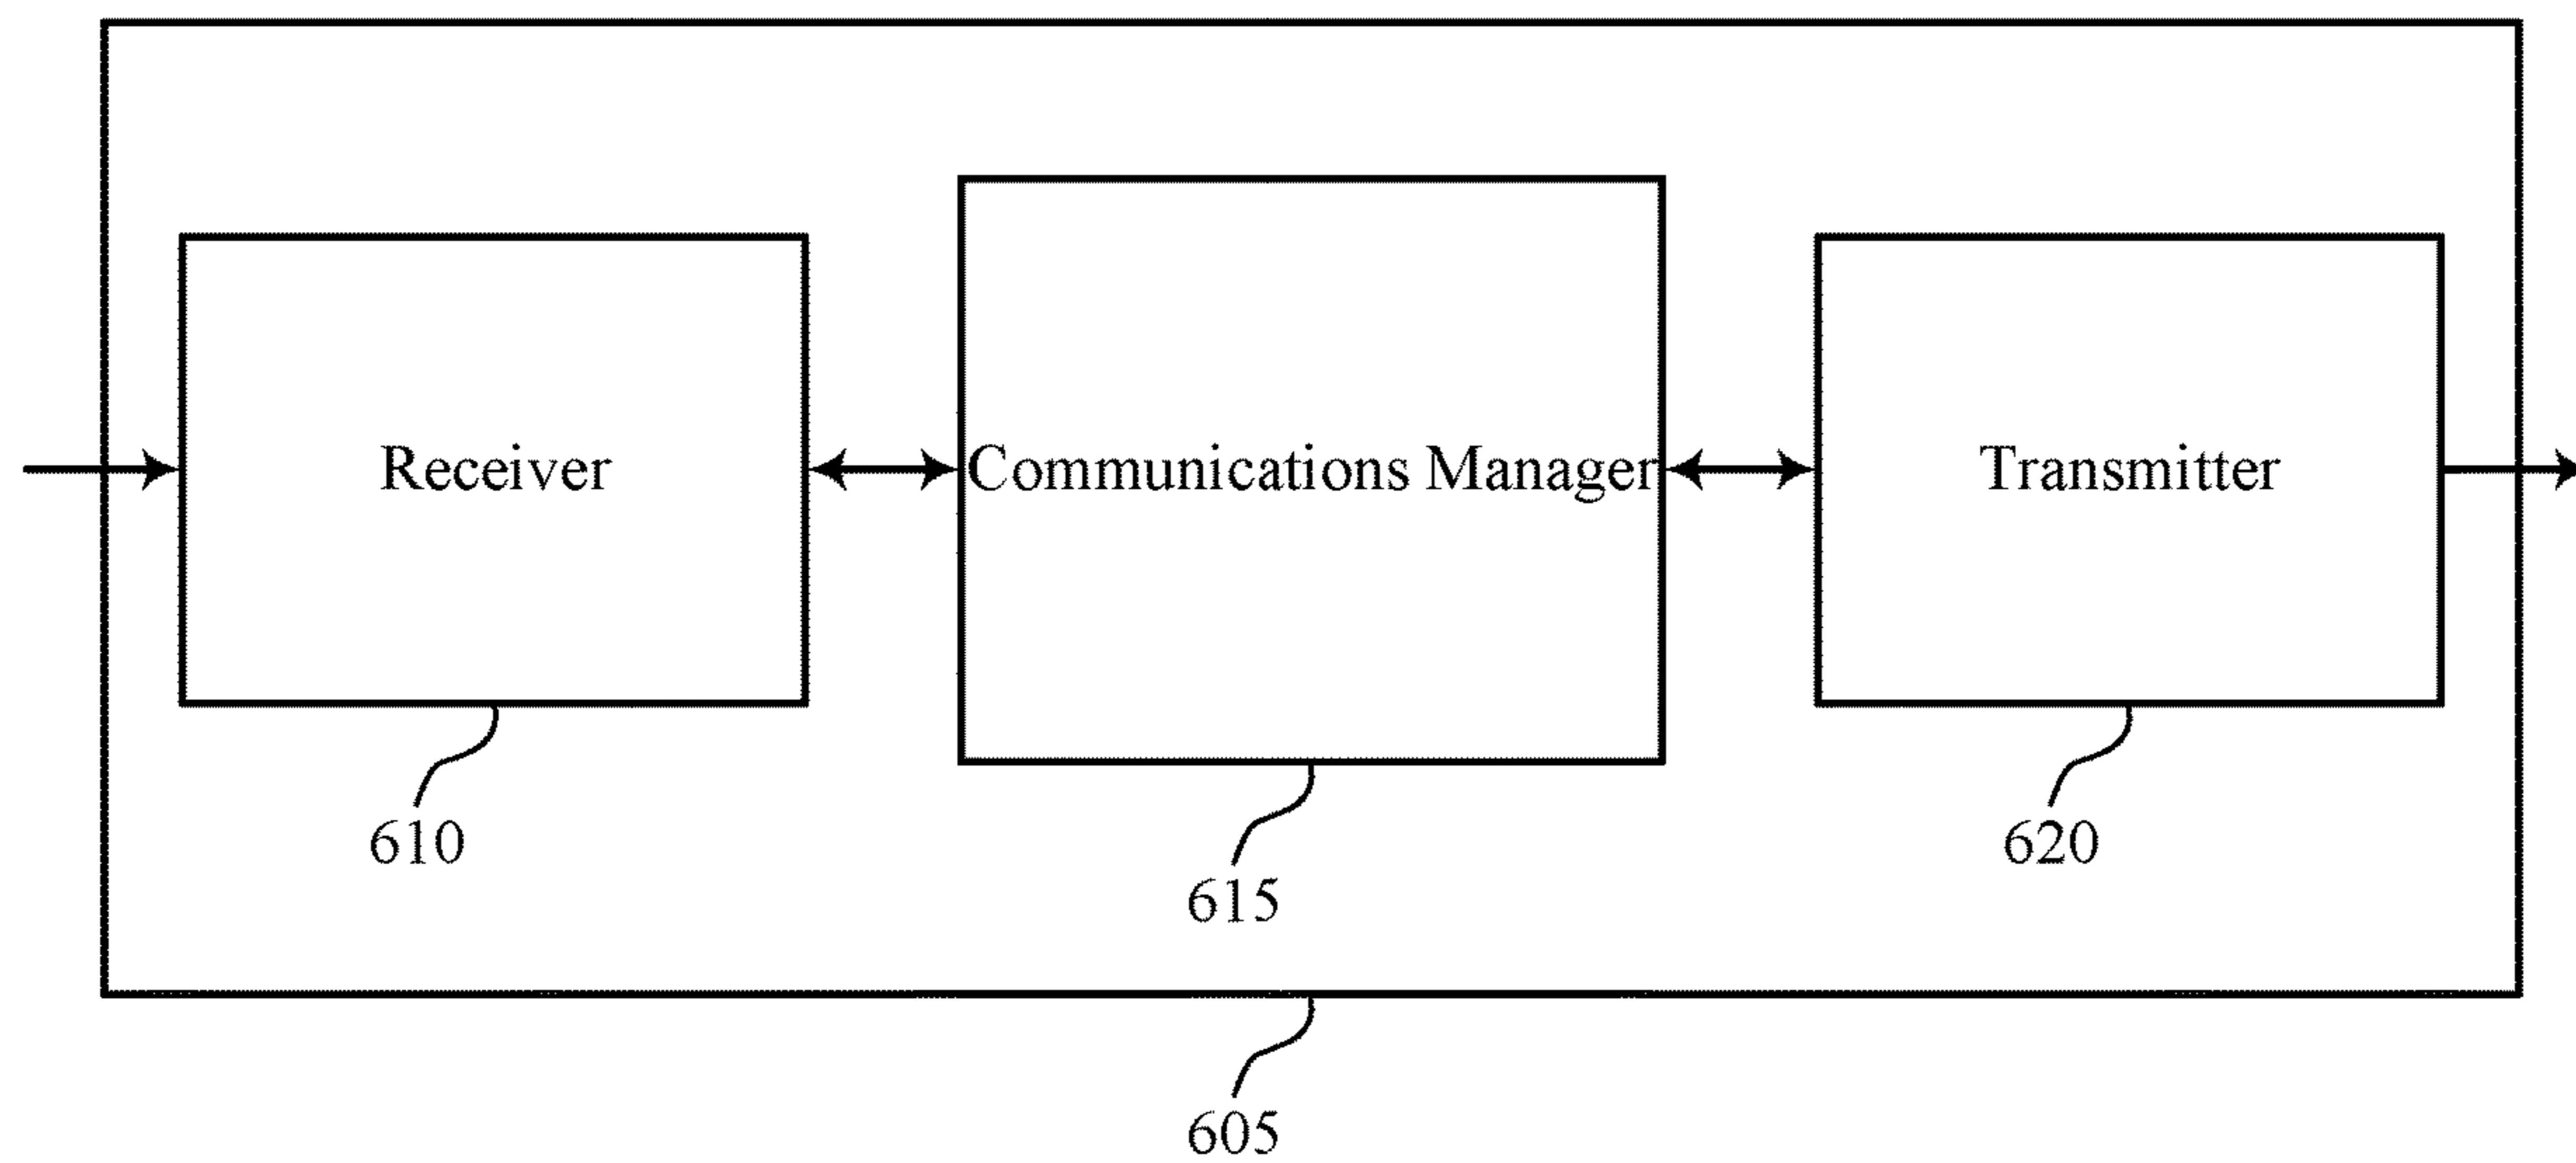 Receiver
Communications Manager
Transmitter
610
615
620
605